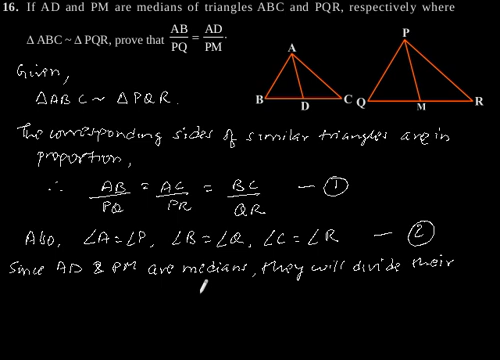 16. If AD and PM are medians of triangles ABC and PQR, respectively where
Δ ABC ~ Δ PQR, prove that AB/PQ = AD/PM.
A
B
D
C
P
Q
M
R
Given,
△ABC ~ △PQR.
The corresponding sides of similar triangles are in
proportion,
∴ AB/PQ = AC/PR = BC/QR — ①
Also, ∠A=∠P, ∠B=∠Q, ∠C=∠R — ②
Since AD & PM are medians, they will divide their